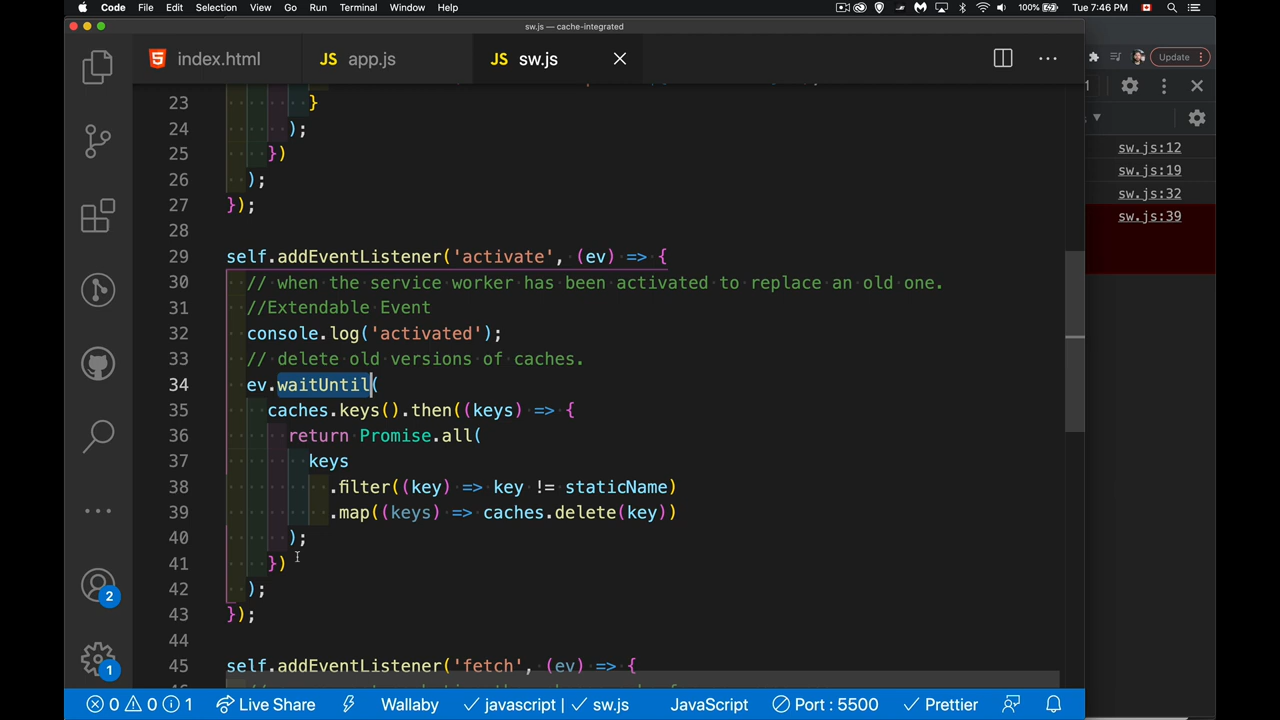 Code File Edit Selection View Go Run Terminal Window Help 100% Tue 7:46 PM
sw.js — cache-integrated
index.html JS app.js JS sw.js
Update
23 }
24 );
25 })
26 );
27 });
28
29 self.addEventListener('activate', (ev) => {
30 // when the service worker has been activated to replace an old one.
31 //Extendable Event
32 console.log('activated');
33 // delete old versions of caches.
34 ev.waitUntil(
35 caches.keys().then((keys) => {
36 return Promise.all(
37 keys
38 .filter((key) => key != staticName)
39 .map((keys) => caches.delete(key))
40 );
41 })
42 );
43 });
44
45 self.addEventListener('fetch', (ev) => {
sw.js:12
sw.js:19
sw.js:32
sw.js:39
2
1
0 0 1 Live Share Wallaby javascript | sw.js JavaScript Port : 5500 Prettier